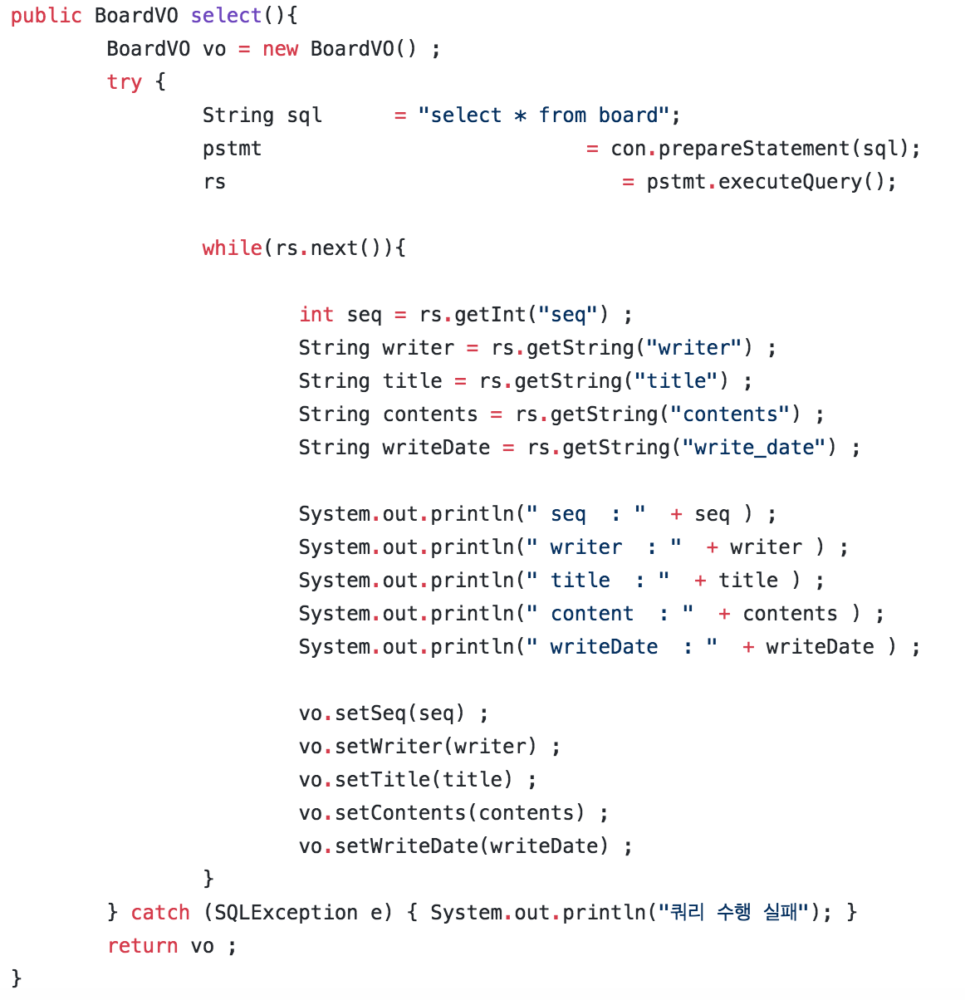 public BoardVO select(){
        BoardVO vo = new BoardVO() ;
        try {
                String sql      = "select * from board";
                pstmt                           = con.prepareStatement(sql);
                rs                                 = pstmt.executeQuery();

                while(rs.next()){

                        int seq = rs.getInt("seq") ;
                        String writer = rs.getString("writer") ;
                        String title = rs.getString("title") ;
                        String contents = rs.getString("contents") ;
                        String writeDate = rs.getString("write_date") ;

                        System.out.println(" seq  : "  + seq ) ;
                        System.out.println(" writer  : "  + writer ) ;
                        System.out.println(" title  : "  + title ) ;
                        System.out.println(" content  : "  + contents ) ;
                        System.out.println(" writeDate  : "  + writeDate ) ;

                        vo.setSeq(seq) ;
                        vo.setWriter(writer) ;
                        vo.setTitle(title) ;
                        vo.setContents(contents) ;
                        vo.setWriteDate(writeDate) ;
                }
        } catch (SQLException e) { System.out.println("쿼리 수행 실패"); }
        return vo ;
}